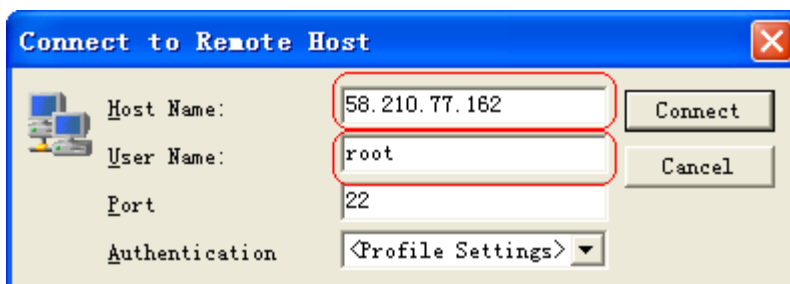 Connect to Remote Host
Host Name: 58.210.77.162 Connect
User Name: root Cancel
Port 22
Authentication <Profile Settings>